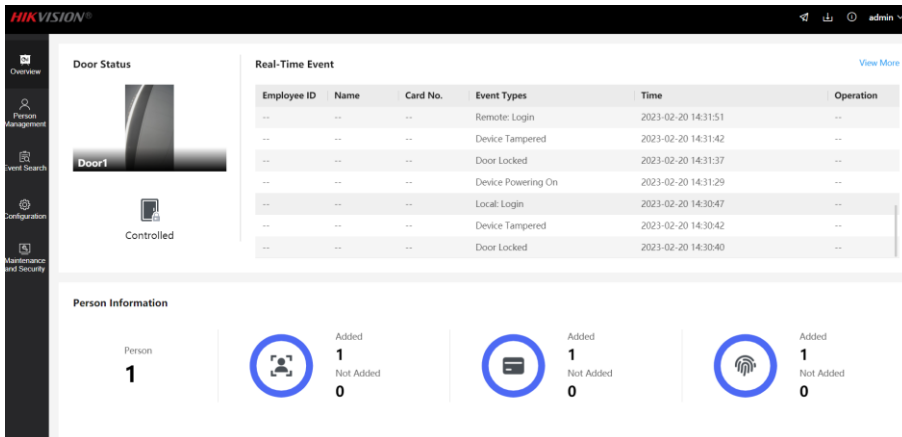 HIKVISION®
admin
Overview
Person
Management
Event Search
Configuration
Maintenance
and Security
Door Status
Door1
Controlled
Real-Time Event
View More
Employee ID Name Card No. Event Types Time Operation
-- -- -- Remote: Login 2023-02-20 14:31:51 --
-- -- -- Device Tampered 2023-02-20 14:31:42 --
-- -- -- Door Locked 2023-02-20 14:31:37 --
-- -- -- Device Powering On 2023-02-20 14:31:29 --
-- -- -- Local: Login 2023-02-20 14:30:47 --
-- -- -- Device Tampered 2023-02-20 14:30:42 --
-- -- -- Door Locked 2023-02-20 14:30:40 --
Person Information
Person
1
Added
1
Not Added
0
Added
1
Not Added
0
Added
1
Not Added
0